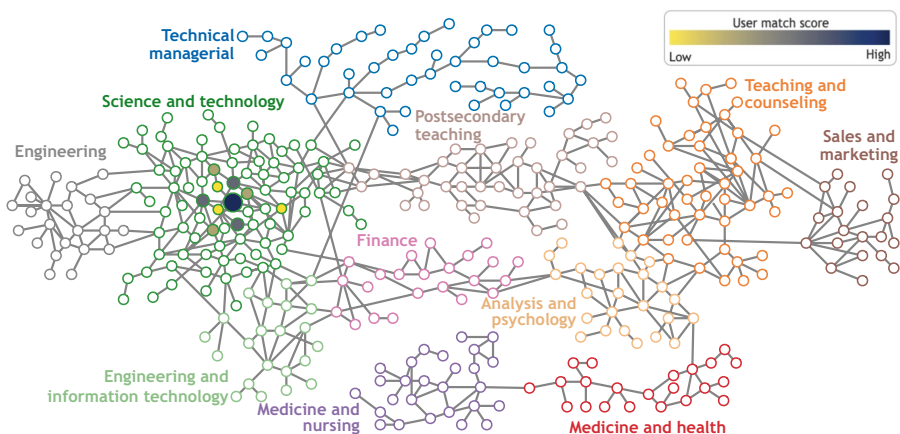 User match score
Low
High
Technical
managerial
Science and technology
Engineering
Postsecondary
teaching
Teaching and
counseling
Sales and
marketing
Finance
Analysis and
psychology
Engineering and
information technology
Medicine and
nursing
Medicine and health